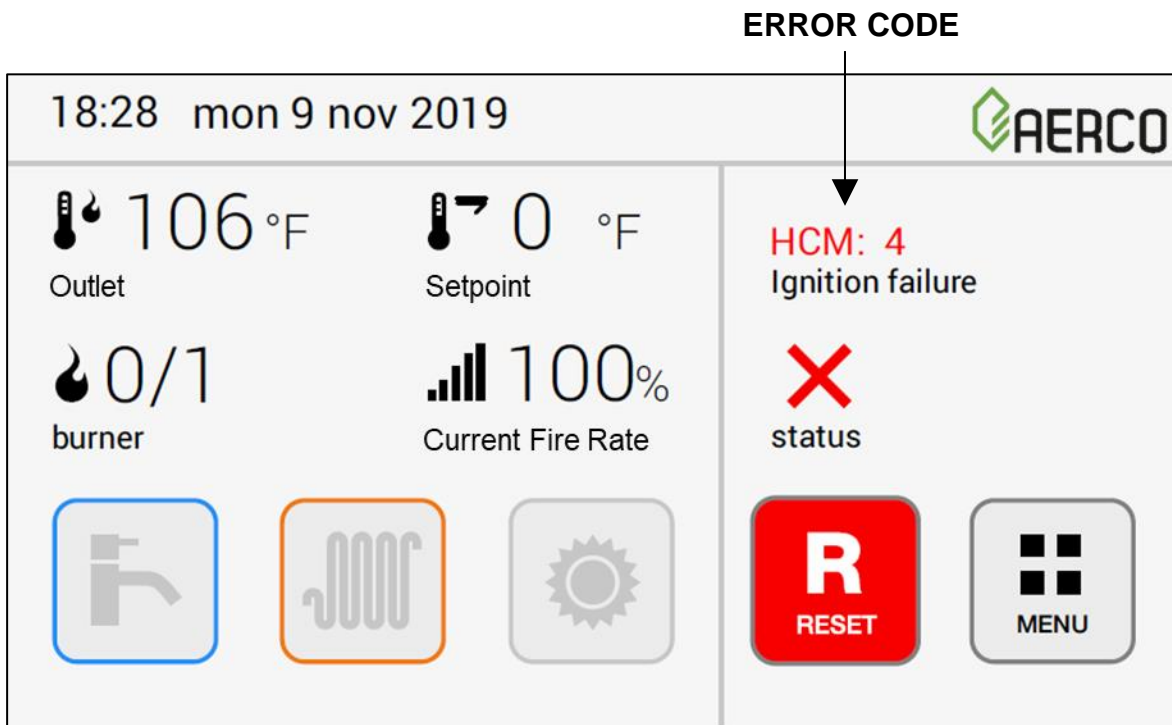 ERROR CODE
18:28 mon 9 nov 2019
AERCO
106 °F
Outlet
0 °F
Setpoint
HCM: 4
Ignition failure
0/1
burner
100%
Current Fire Rate
status
R
RESET
MENU